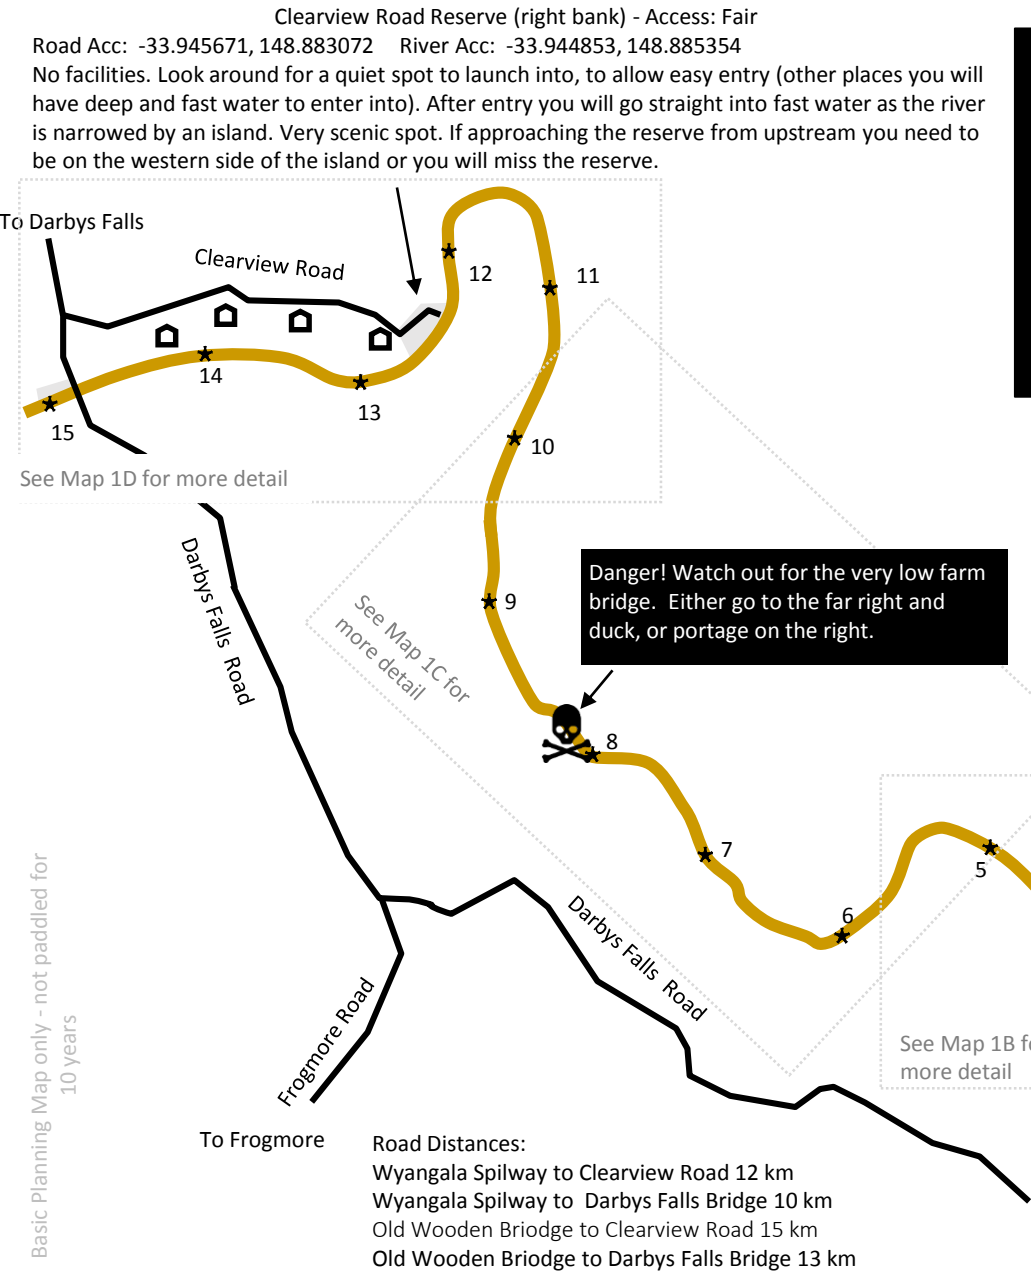 Clearview Road Reserve (right bank) - Access: Fair
Road Acc: -33.945671, 148.883072 River Acc: -33.944853, 148.885354
No facilities. Look around for a quiet spot to launch into, to allow easy entry (other places you will
have deep and fast water to enter into). After entry you will go straight into fast water as the river
is narrowed by an island. Very scenic spot. If approaching the reserve from upstream you need to
be on the western side of the island or you will miss the reserve.
To Darbys Falls
Clearview Road
12
11
14
13
15
10
See Map 1D for more detail
Darbys Falls Road
9
See Map 1C for
more detail
Danger! Watch out for the very low farm
bridge. Either go to the far right and
duck, or portage on the right.
8
7
6
5
Darbys Falls Road
Frogmore Road
See Map 1B fo
more detail
Basic Planning Map only - not paddled for
10 years
To Frogmore
Road Distances:
Wyangala Spilway to Clearview Road 12 km
Wyangala Spilway to Darbys Falls Bridge 10 km
Old Wooden Briodge to Clearview Road 15 km
Old Wooden Briodge to Darbys Falls Bridge 13 km